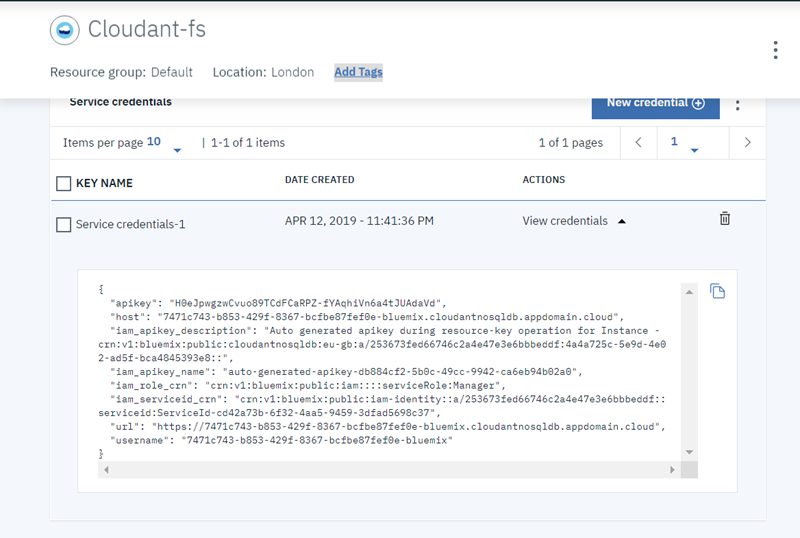 Cloudant-fs
Resource group: Default Location: London Add Tags
Service credentials New credential
Items per page 10 | 1-1 of 1 items 1 of 1 pages 1
KEY NAME DATE CREATED ACTIONS
Service credentials-1 APR 12, 2019 - 11:41:36 PM View credentials
{
"apikey": "H0eJpwgzwCvuo89TCdFCaRPZ-fYAqhiVn6a4tJUAdaVd",
"host": "7471c743-b853-429f-8367-bcfbe87fef0e-bluemix.cloudantnosqldb.appdomain.cloud",
"iam_apikey_description": "Auto generated apikey during resource-key operation for Instance -
crn:v1:bluemix:public:cloudantnosqldb:eu-gb:a/253673fed66746c2a4e47e3e6bbbeddf:4a4a725c-5e9d-4e0
2-ad5f-bca4845393e8::",
"iam_apikey_name": "auto-generated-apikey-db884cf2-5b0c-49cc-9942-ca6eb94b02a0",
"iam_role_crn": "crn:v1:bluemix:public:iam::::serviceRole:Manager",
"iam_serviceid_crn": "crn:v1:bluemix:public:iam-identity::a/253673fed66746c2a4e47e3e6bbbeddf::
serviceid:ServiceId-cd42a73b-6f32-4aa5-9459-3dfad5698c37",
"url": "https://7471c743-b853-429f-8367-bcfbe87fef0e-bluemix.cloudantnosqldb.appdomain.cloud",
"username": "7471c743-b853-429f-8367-bcfbe87fef0e-bluemix"
}